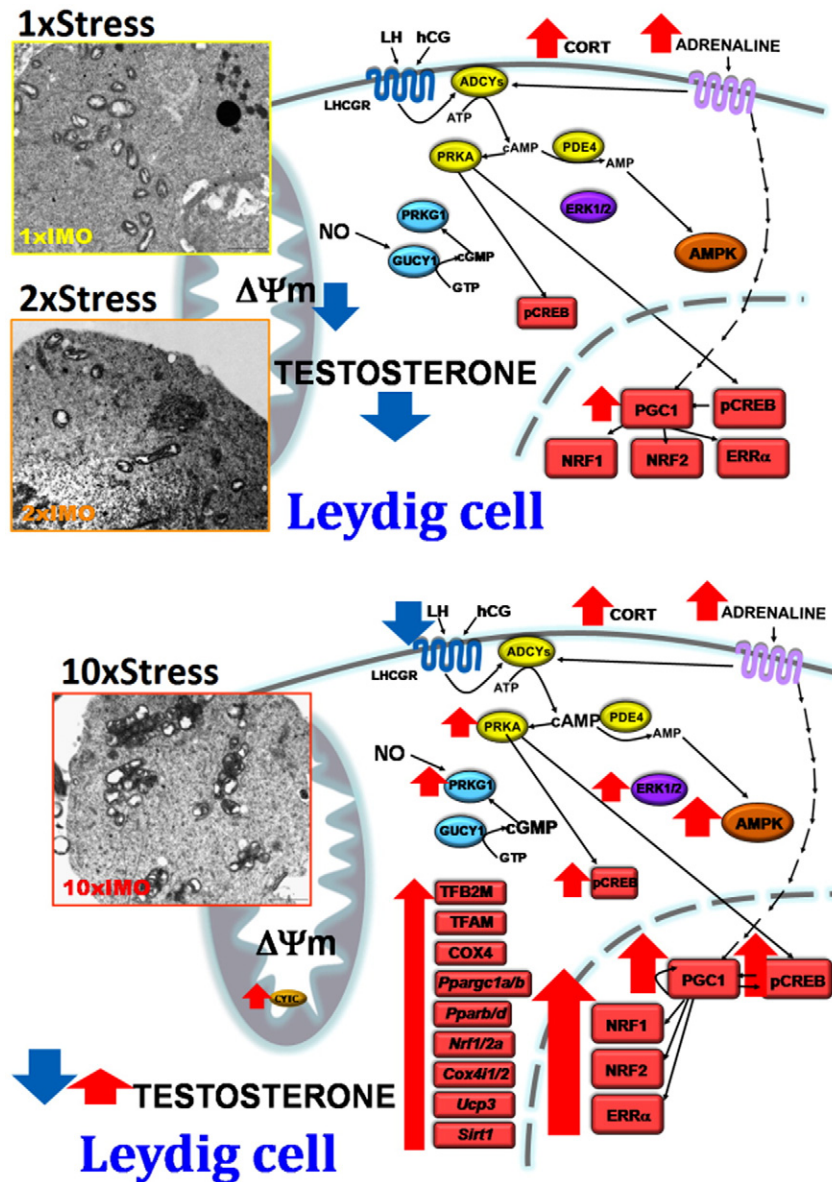 1xStress
1xIMO
2xStress
2xIMO
LH hCG
LHCGR
ADCYs
ATP
cAMP
PRKA
PDE4
AMP
CORT
ADRENALINE
ERK1/2
AMPK
NO
PRKG1
cGMP
GUCY1
GTP
ΔΨm
pCREB
TESTOSTERONE
PGC1
pCREB
NRF1
NRF2
ERRα
Leydig cell
10xStress
10xIMO
LH hCG
LHCGR
ADCYs
ATP
cAMP
PRKA
PDE4
AMP
CORT
ADRENALINE
NO
PRKG1
cGMP
GUCY1
GTP
ERK1/2
AMPK
pCREB
TFB2M
TFAM
COX4
Ppargc1a/b
Pparb/d
Nrf1/2a
Cox4i1/2
Ucp3
Sirt1
ΔΨm
CYTC
PGC1
pCREB
NRF1
NRF2
ERRα
TESTOSTERONE
Leydig cell